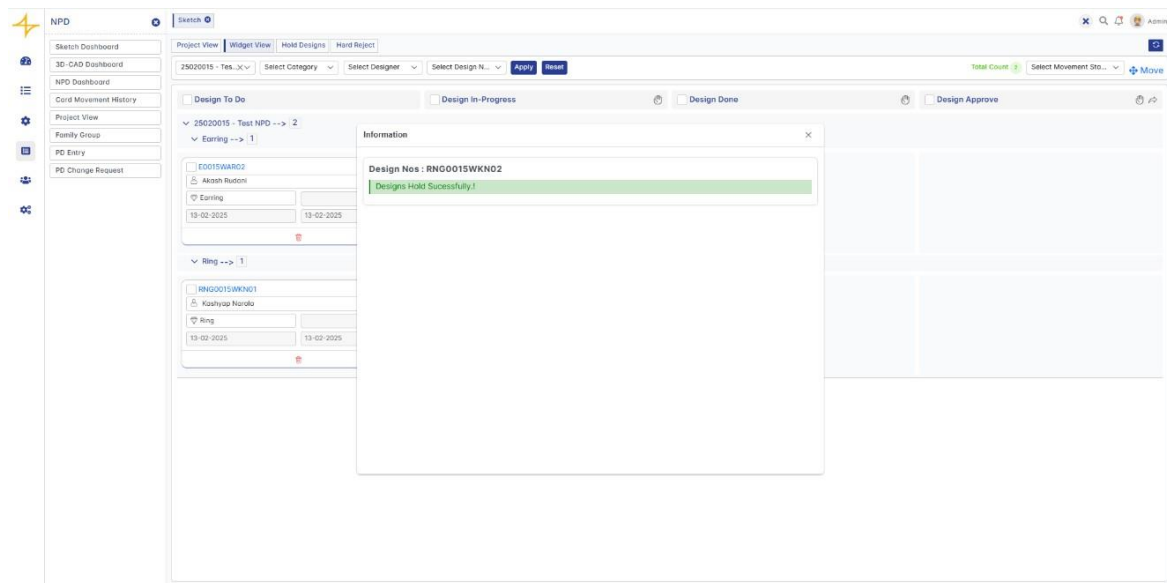 NPD
Sketch
Admin
Sketch Dashboard
3D-CAD Dashboard
NPD Dashboard
Card Movement History
Project View
Family Group
PD Entry
PD Change Request
Project View Widget View Hold Designs Hard Reject
25020015 - Tes... Select Category Select Designer Select Design N... Apply Reset Total Count 2 Select Movement Sta... Move
Design To Do Design In-Progress Design Done Design Approve
25020015 - Test NPD --> 2
Earring --> 1
E0015WAR02
Akash Rudani
Earring
13-02-2025 13-02-2025
Ring --> 1
RNG0015WKN01
Kashyap Narola
Ring
13-02-2025 13-02-2025
Information
Design Nos : RNG0015WKN02
Designs Hold Sucessfully.!